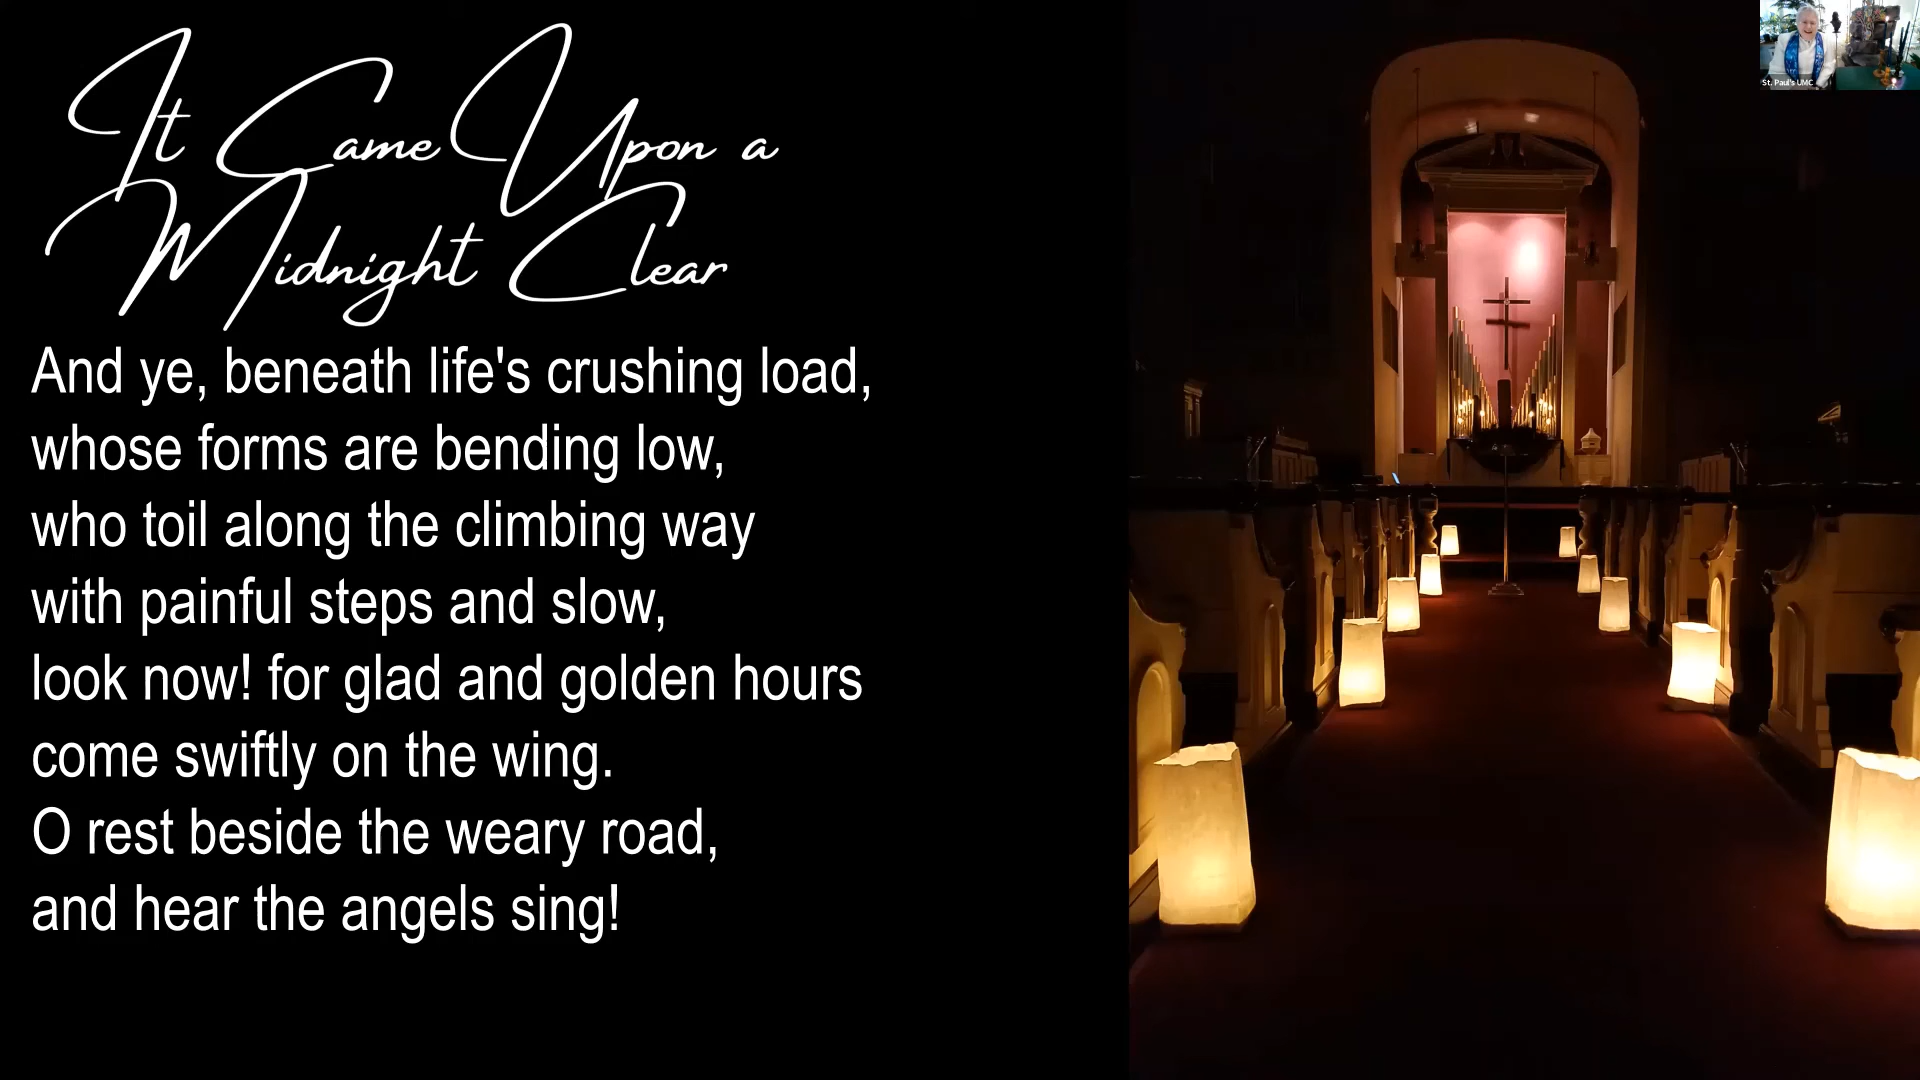 It Came Upon a
Midnight Clear
And ye, beneath life's crushing load,
whose forms are bending low,
who toil along the climbing way
with painful steps and slow,
look now! for glad and golden hours
come swiftly on the wing.
O rest beside the weary road,
and hear the angels sing!
St. Paul's UMC